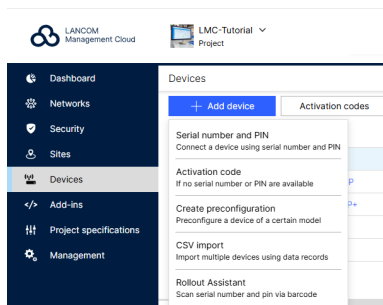 LANCOM
Management Cloud
LMC-Tutorial
Project
Dashboard
Networks
Security
Sites
Devices
Add-ins
Project specifications
Management
Devices
Add device
Activation codes
Serial number and PIN
Connect a device using serial number and PIN
Activation code
If no serial number or PIN are available
Create preconfiguration
Preconfigure a device of a certain model
CSV import
Import multiple devices using data records
Rollout Assistant
Scan serial number and pin via barcode